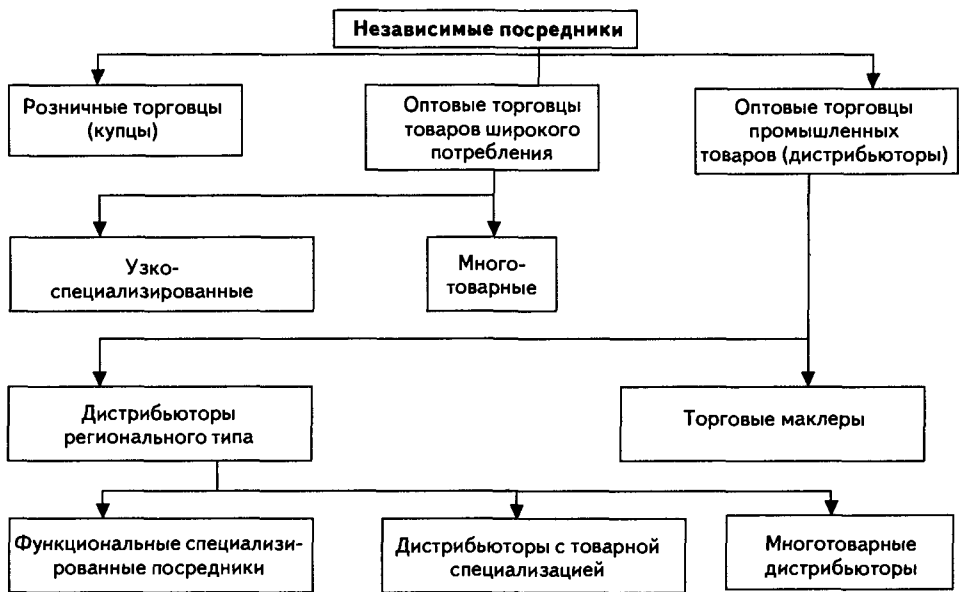 Независимые посредники
Розничные торговцы
(купцы)
Оптовые торговцы
товаров широкого
потребления
Оптовые торговцы
промышленных
товаров (дистрибьюторы)
Узко-
специализированные
Много-
товарные
Дистрибьюторы
регионального типа
Торговые маклеры
Функциональные специализи-
рованные посредники
Дистрибьюторы с товарной
специализацией
Многотоварные
дистрибьюторы